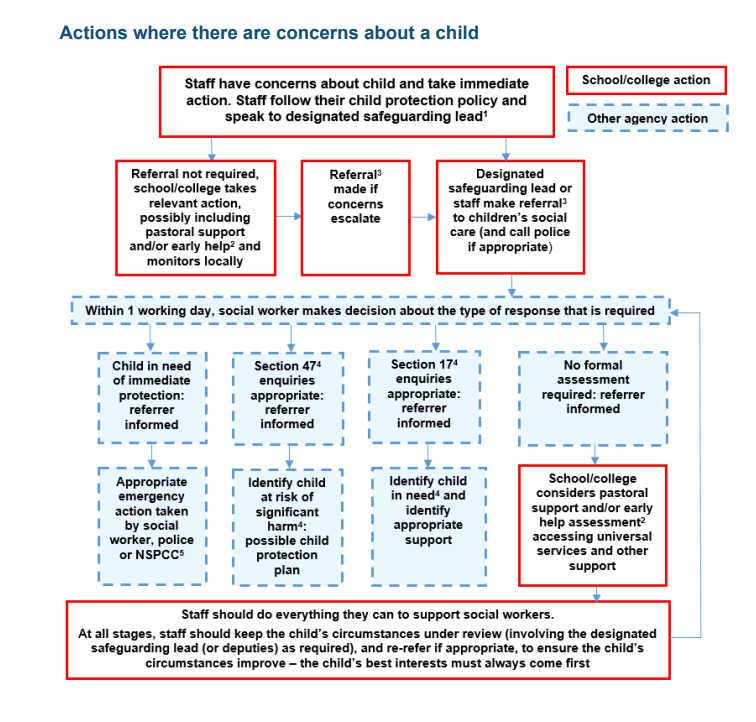 Actions where there are concerns about a child
Staff have concerns about child and take immediate
action. Staff follow their child protection policy and
speak to designated safeguarding lead¹
School/college action
Other agency action
Referral not required,
school/college takes
relevant action,
possibly including
pastoral support
and/or early help² and
monitors locally
Referral³
made if
concerns
escalate
Designated
safeguarding lead or
staff make referral³
to children's social
care (and call police
if appropriate)
Within 1 working day, social worker makes decision about the type of response that is required
Child in need
of immediate
protection:
referrer
informed
Section 47⁴
enquiries
appropriate:
referrer
informed
Section 17⁴
enquiries
appropriate:
referrer
informed
No formal
assessment
required: referrer
informed
Appropriate
emergency
action taken
by social
worker, police
or NSPCC⁵
Identify child
at risk of
significant
harm⁴:
possible child
protection
plan
Identify child
in need⁴ and
identify
appropriate
support
School/college
considers pastoral
support and/or early
help assessment²
accessing universal
services and other
support
Staff should do everything they can to support social workers.
At all stages, staff should keep the child's circumstances under review (involving the designated
safeguarding lead (or deputies) as required), and re-refer if appropriate, to ensure the child's
circumstances improve – the child's best interests must always come first